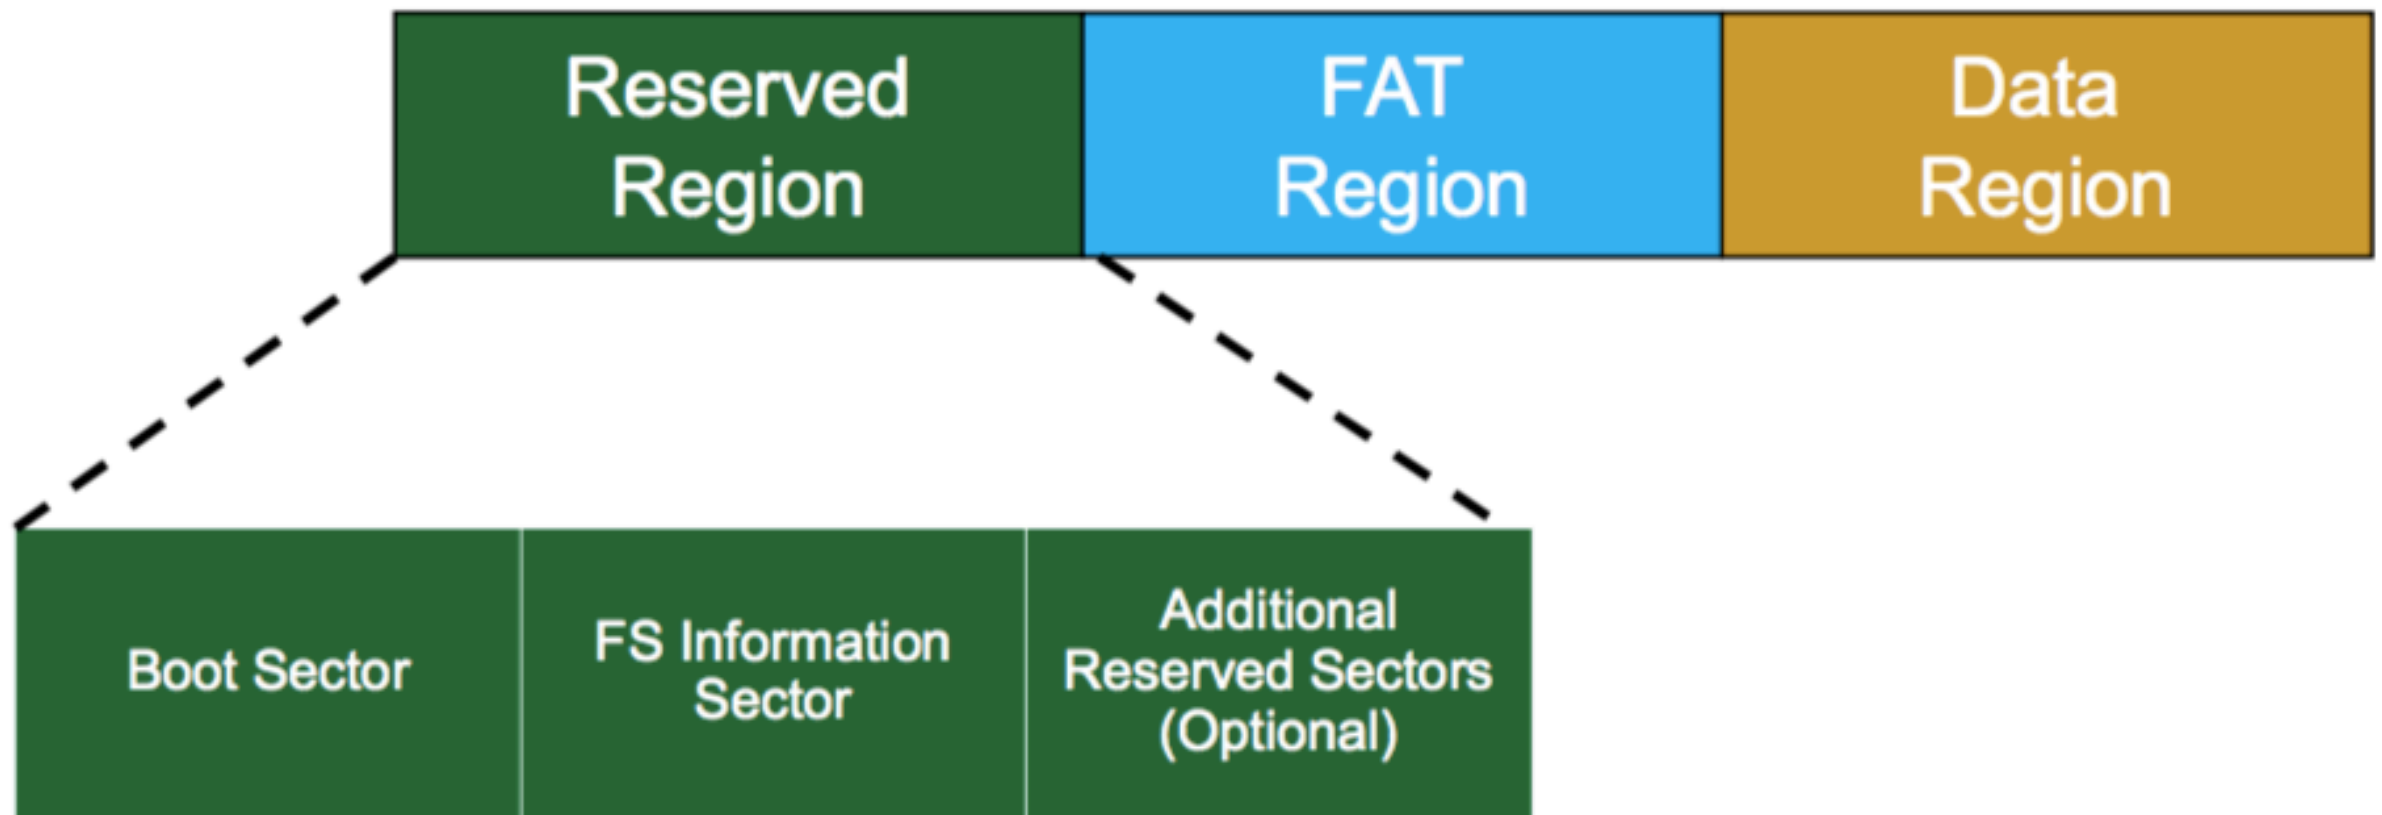 Reserved
Region
FAT
Region
Data
Region
Boot Sector
FS Information
Sector
Additional
Reserved Sectors
(Optional)